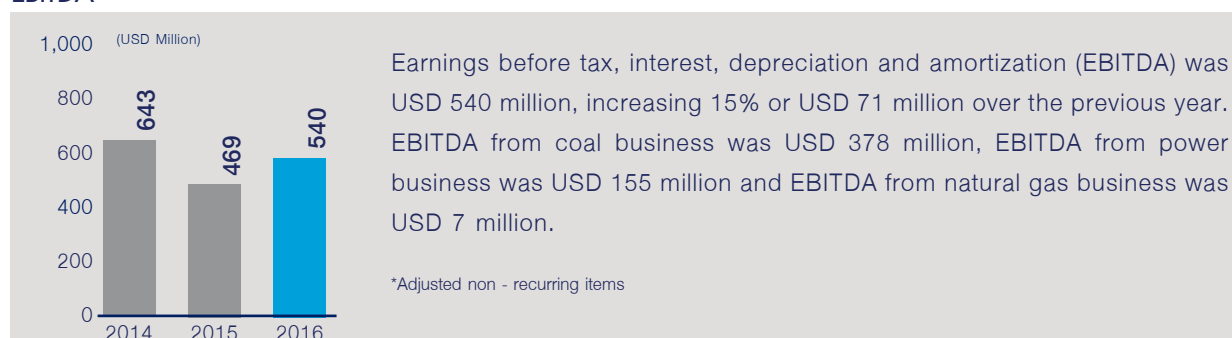 EBITDA
1,000 (USD Million)
800
600
400
200
0
643
469
540
2014 2015 2016
Earnings before tax, interest, depreciation and amortization (EBITDA) was
USD 540 million, increasing 15% or USD 71 million over the previous year.
EBITDA from coal business was USD 378 million, EBITDA from power
business was USD 155 million and EBITDA from natural gas business was
USD 7 million.
*Adjusted non - recurring items